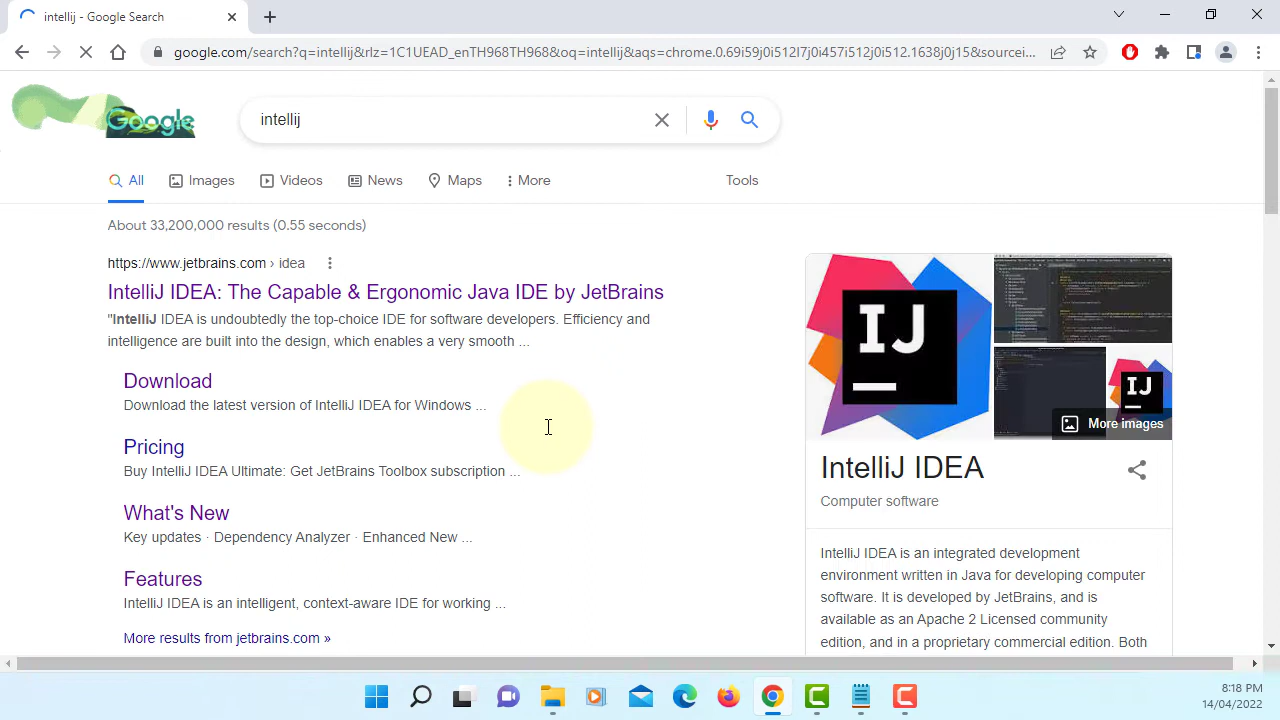 intellij - Google Search
google.com/search?q=intellij&rlz=1C1UEAD_enTH968TH968&oq=intellij&aqs=chrome.0.69i59j0i512l7j0i457i512j0i512.1638j0j15&sourcei...
Google
intellij
All
Images
Videos
News
Maps
More
Tools
About 33,200,000 results (0.55 seconds)
https://www.jetbrains.com › idea
IntelliJ IDEA: The Capable & Ergonomic Java IDE by JetBrains
"IntelliJ IDEA is undoubtedly the top-choice IDE for software developers. Efficiency and
intelligence are built into the design, which makes for a very smooth ...
Download
Download the latest version of IntelliJ IDEA for Windows ...
Pricing
Buy IntelliJ IDEA Ultimate: Get JetBrains Toolbox subscription ...
What's New
Key updates · Dependency Analyzer · Enhanced New ...
Features
IntelliJ IDEA is an intelligent, context-aware IDE for working ...
More results from jetbrains.com »
IJ
IJ
More images
IntelliJ IDEA
Computer software
IntelliJ IDEA is an integrated development
environment written in Java for developing computer
software. It is developed by JetBrains, and is
available as an Apache 2 Licensed community
edition, and in a proprietary commercial edition. Both
8:18 PM
14/04/2022